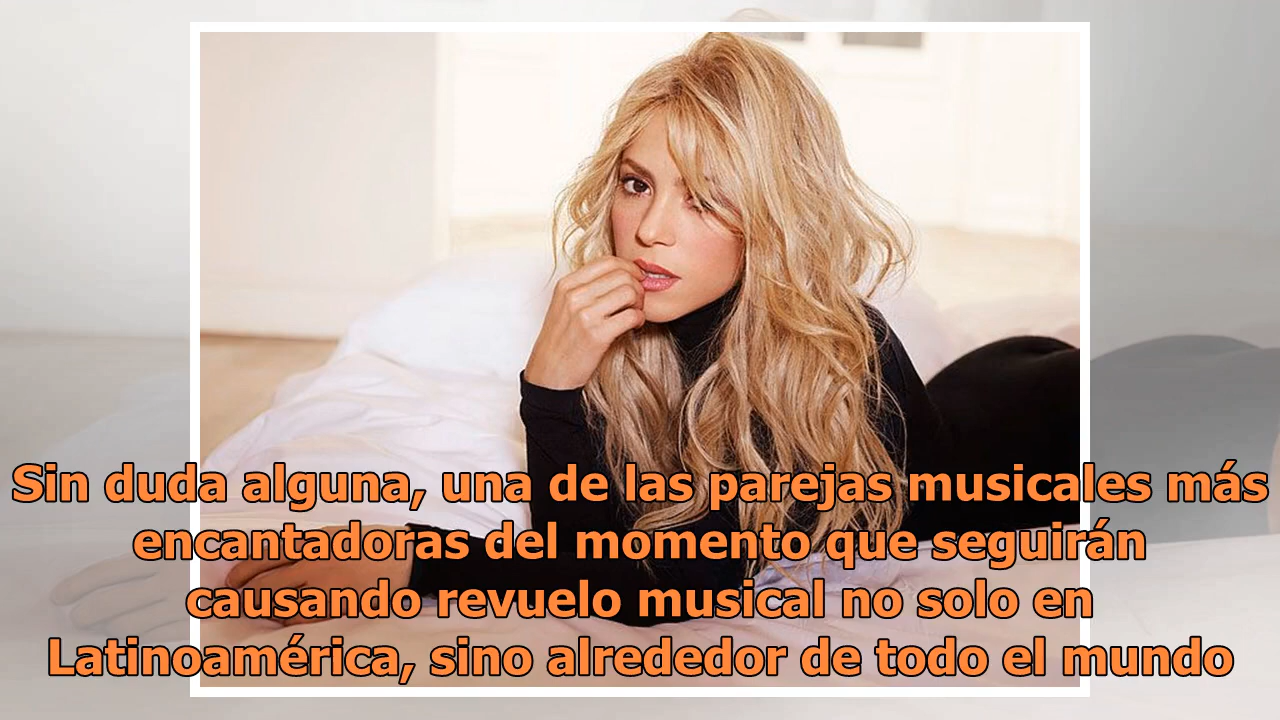 Sin duda alguna, una de las parejas musicales más
encantadoras del momento que seguirán
causando revuelo musical no solo en
Latinoamérica, sino alrededor de todo el mundo